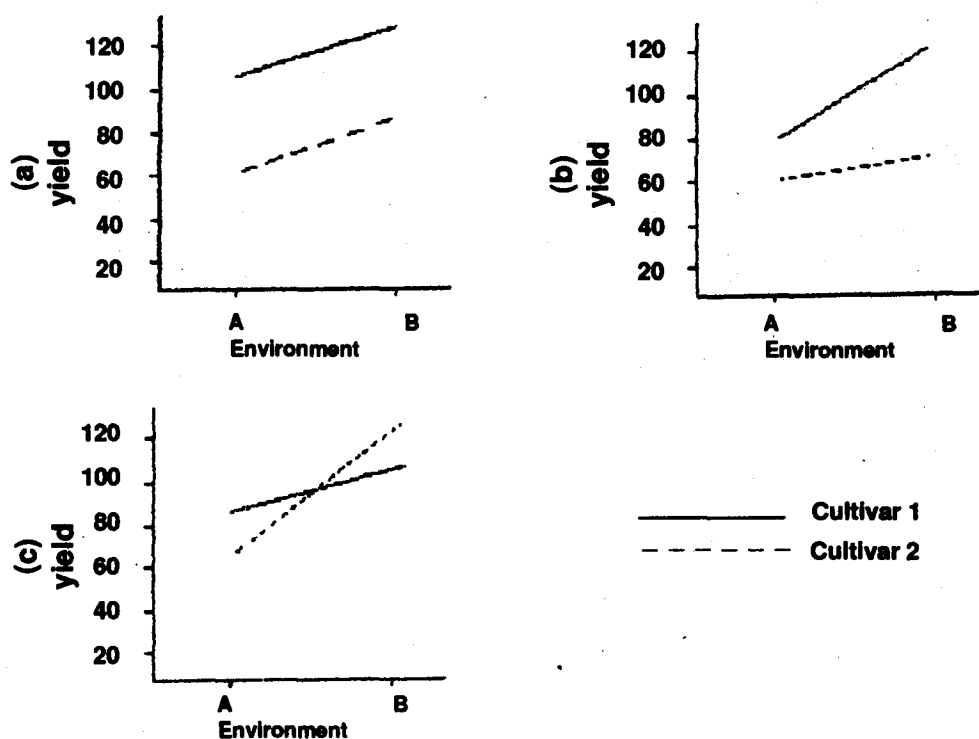 (a)
yield
120
100
80
60
40
20
A
B
Environment
(b)
yield
120
100
80
60
40
20
A
B
Environment
(c)
yield
120
100
80
60
40
20
A
B
Environment
Cultivar 1
Cultivar 2